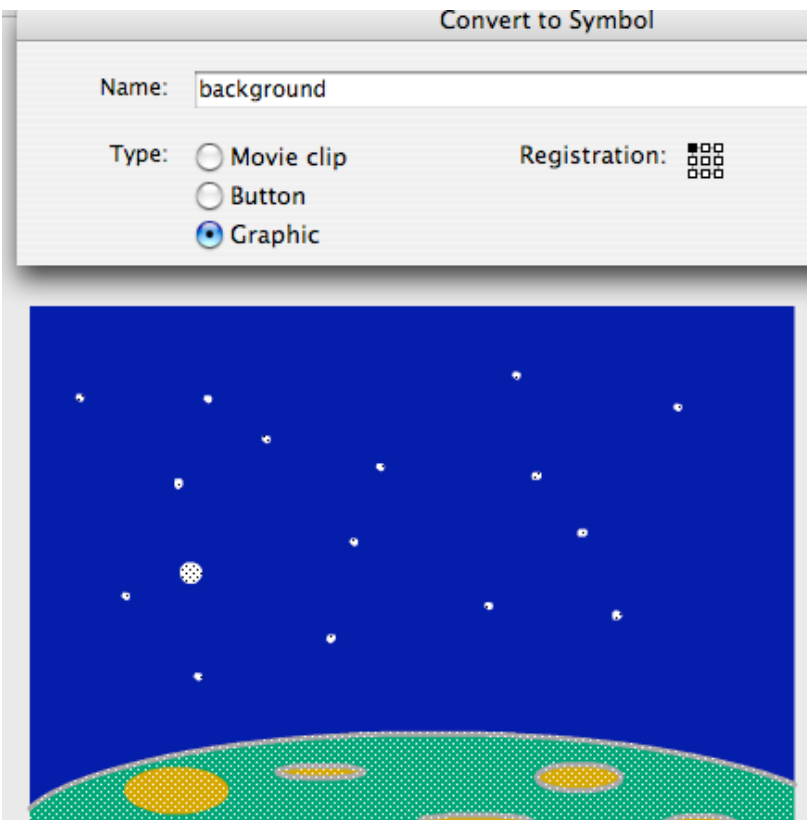 Convert to Symbol
Name: background
Type: Movie clip Registration:
Button
Graphic